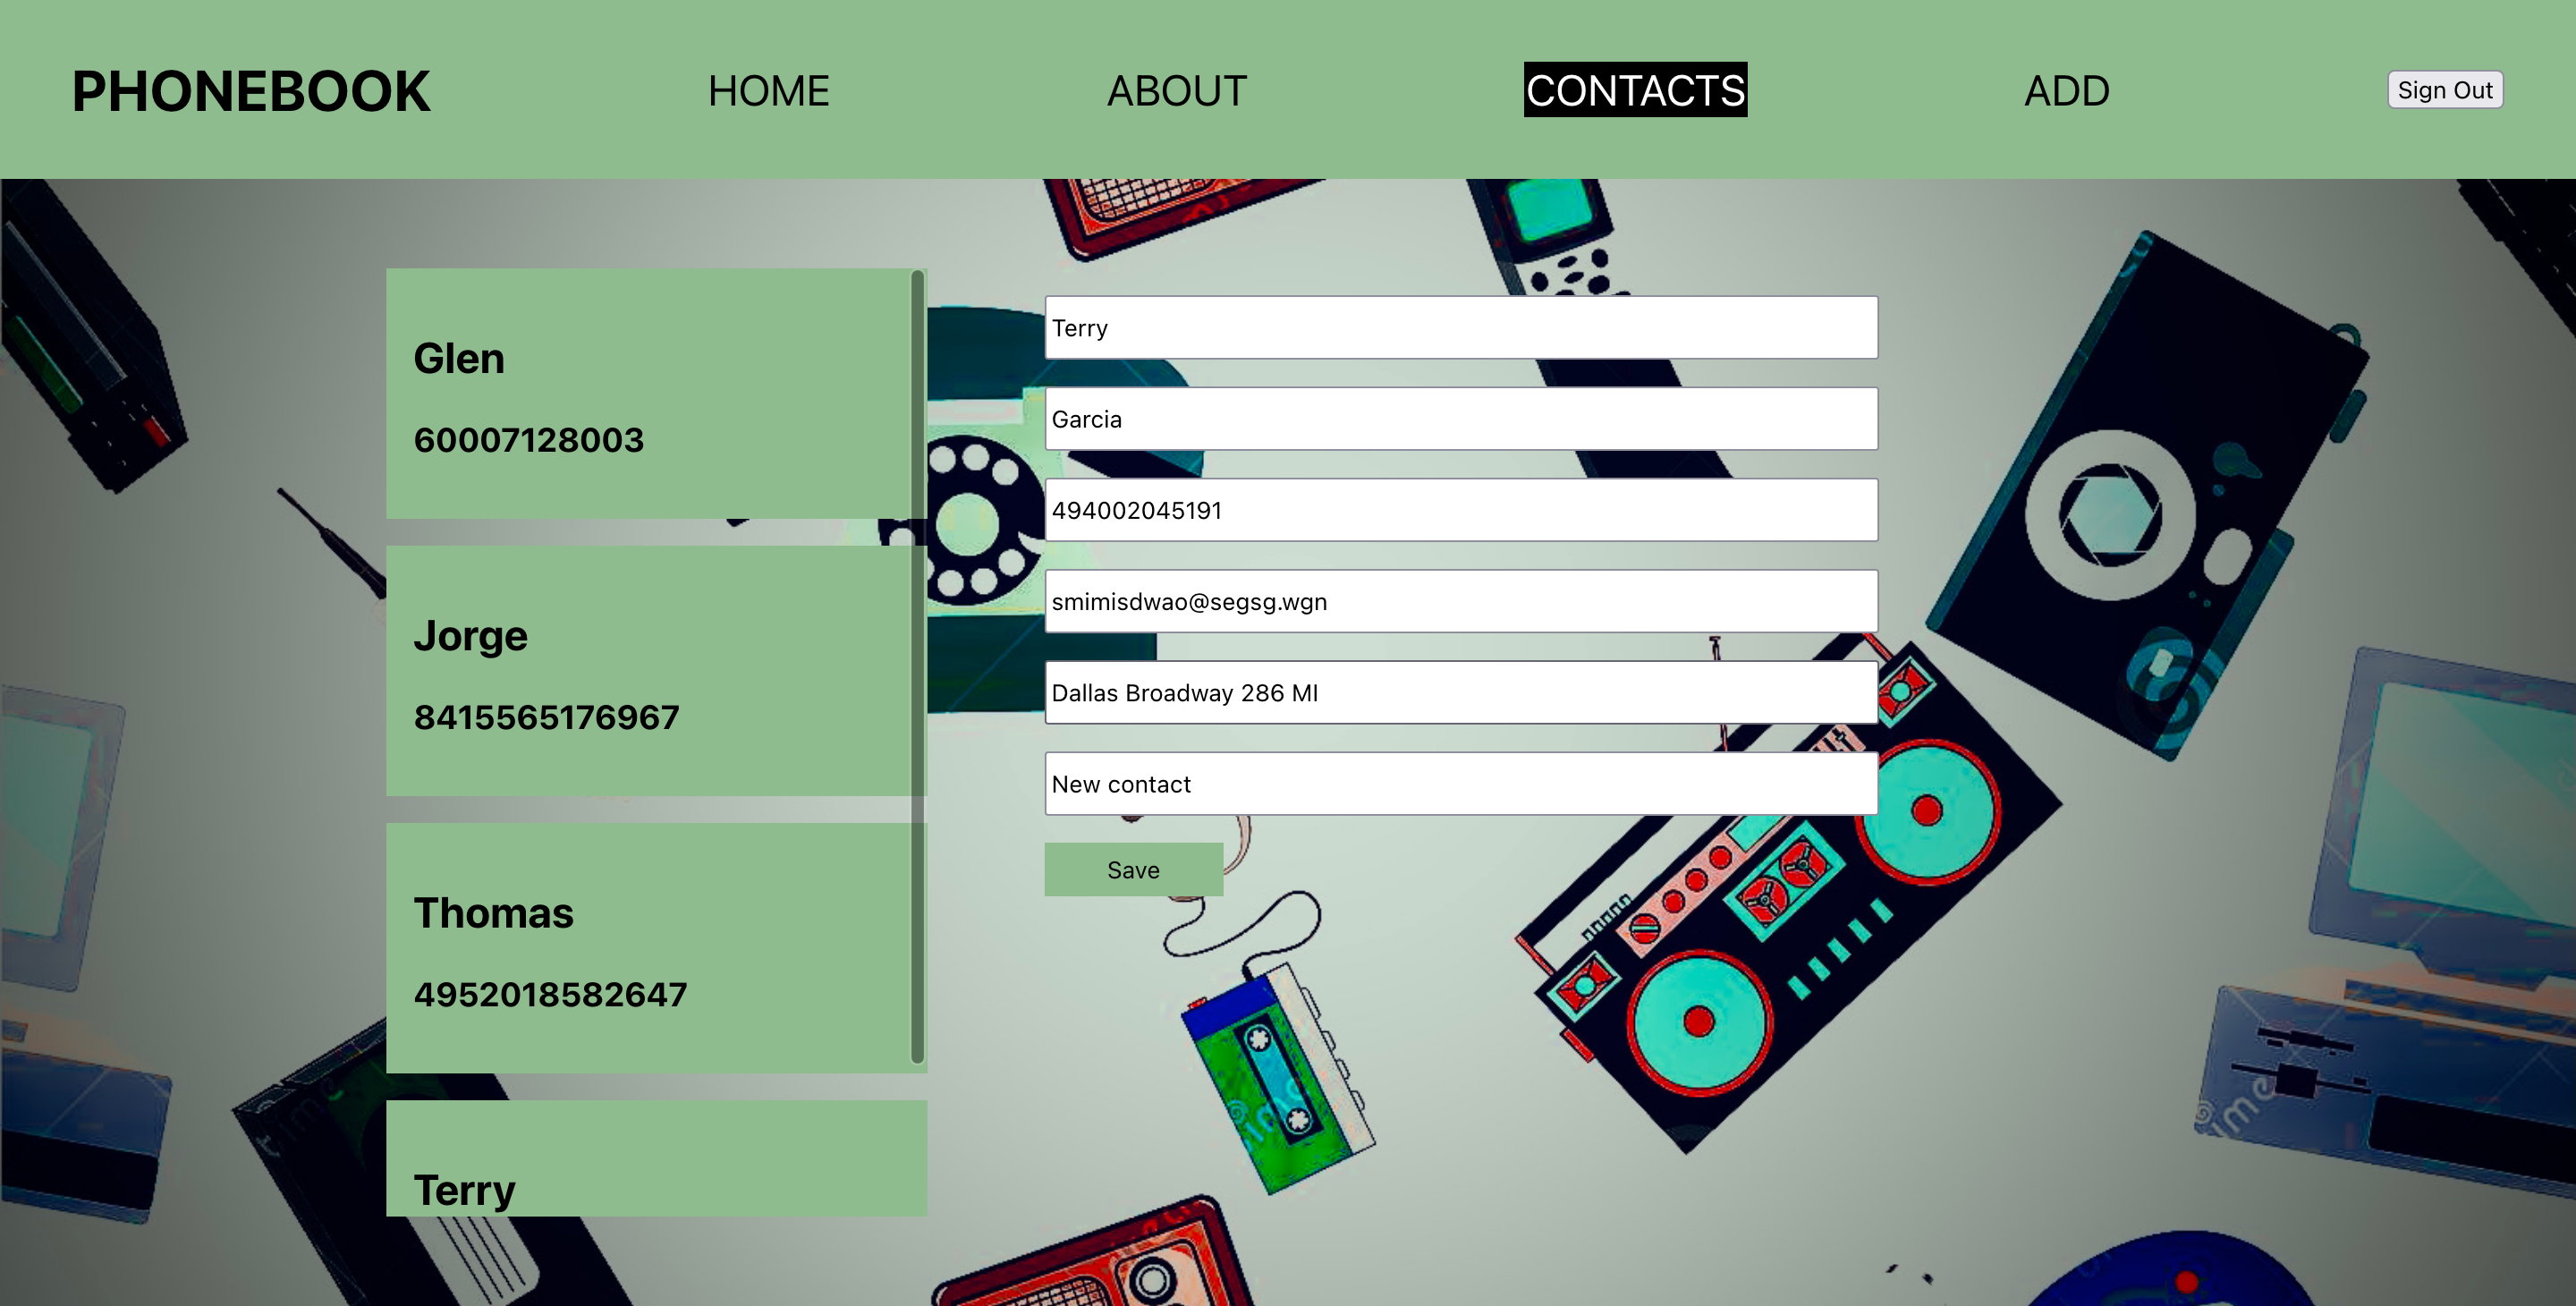 PHONEBOOK HOME ABOUT CONTACTS ADD Sign Out
Glen
60007128003
Jorge
8415565176967
Thomas
4952018582647
Terry
Terry
Garcia
494002045191
smimisdwao@segsg.wgn
Dallas Broadway 286 MI
New contact
Save